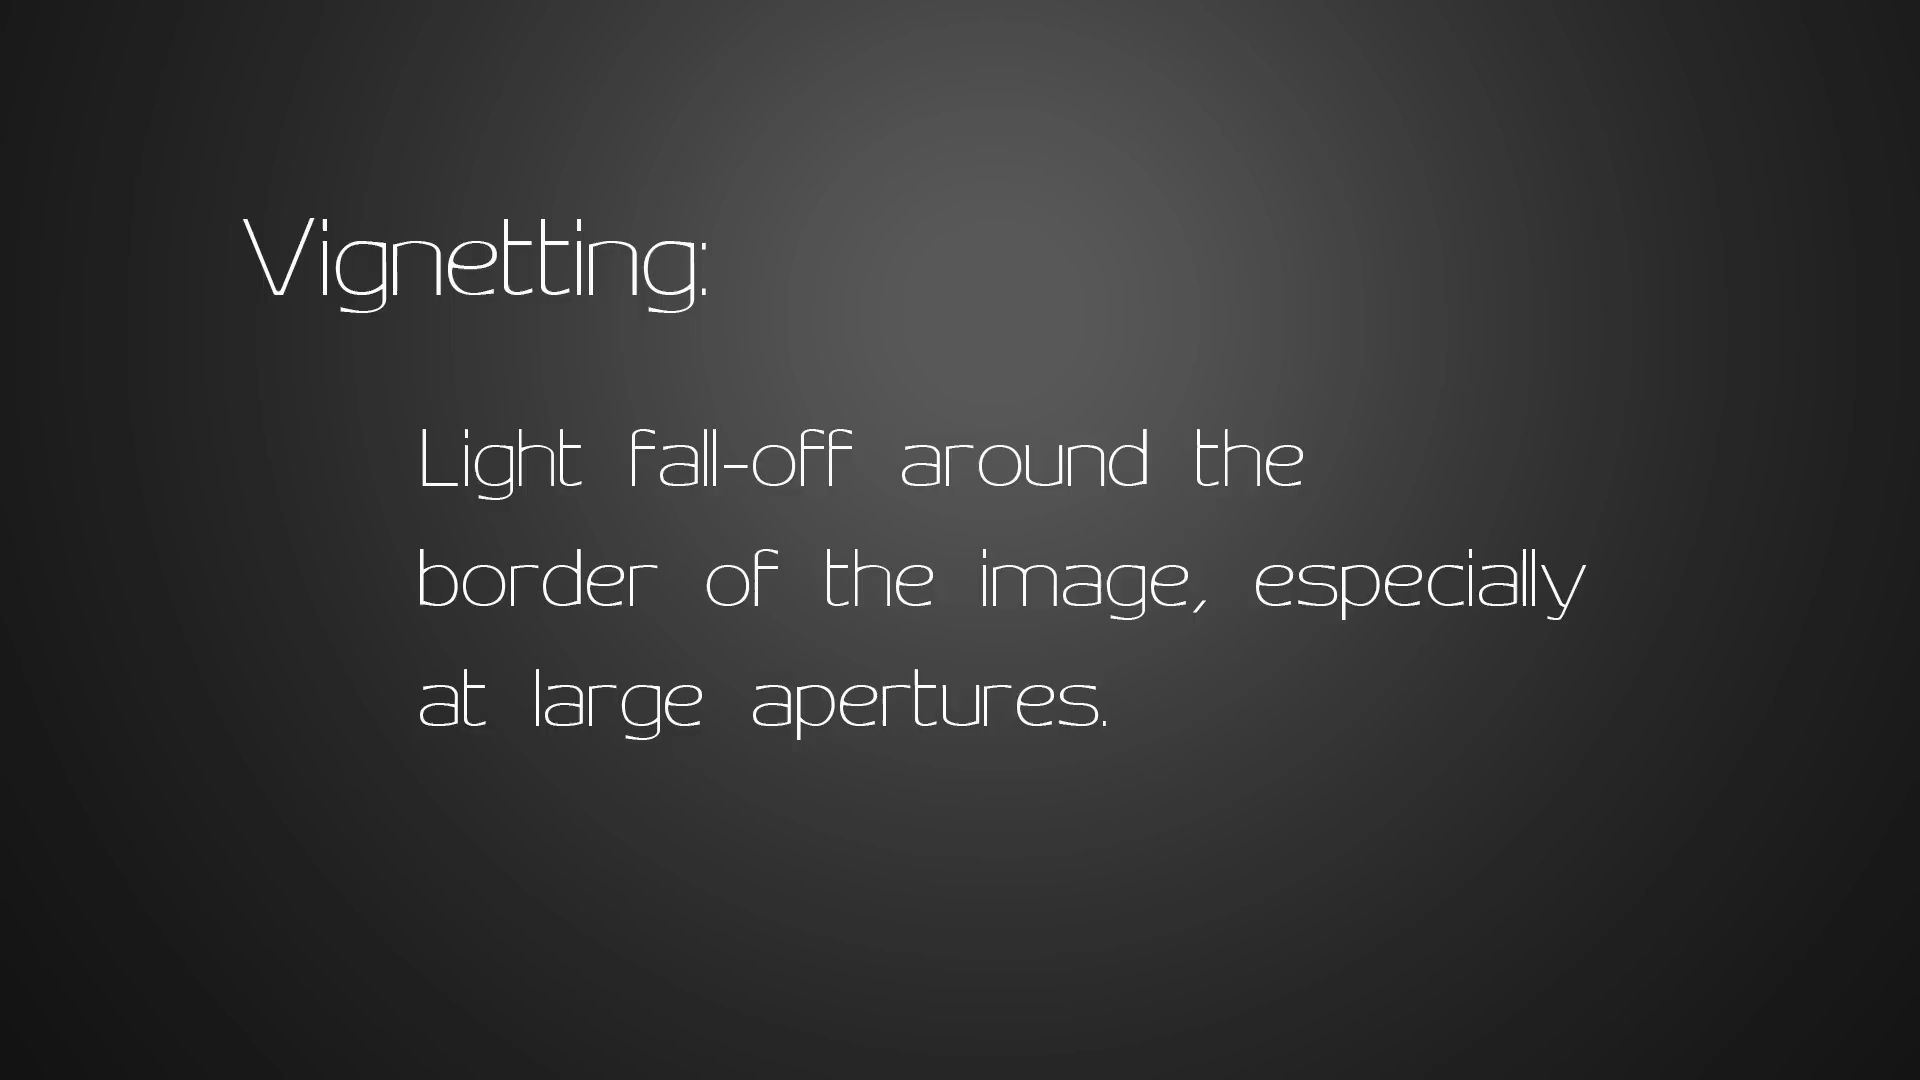 Vignetting:
Light fall-off around the
border of the image, especially
at large apertures.